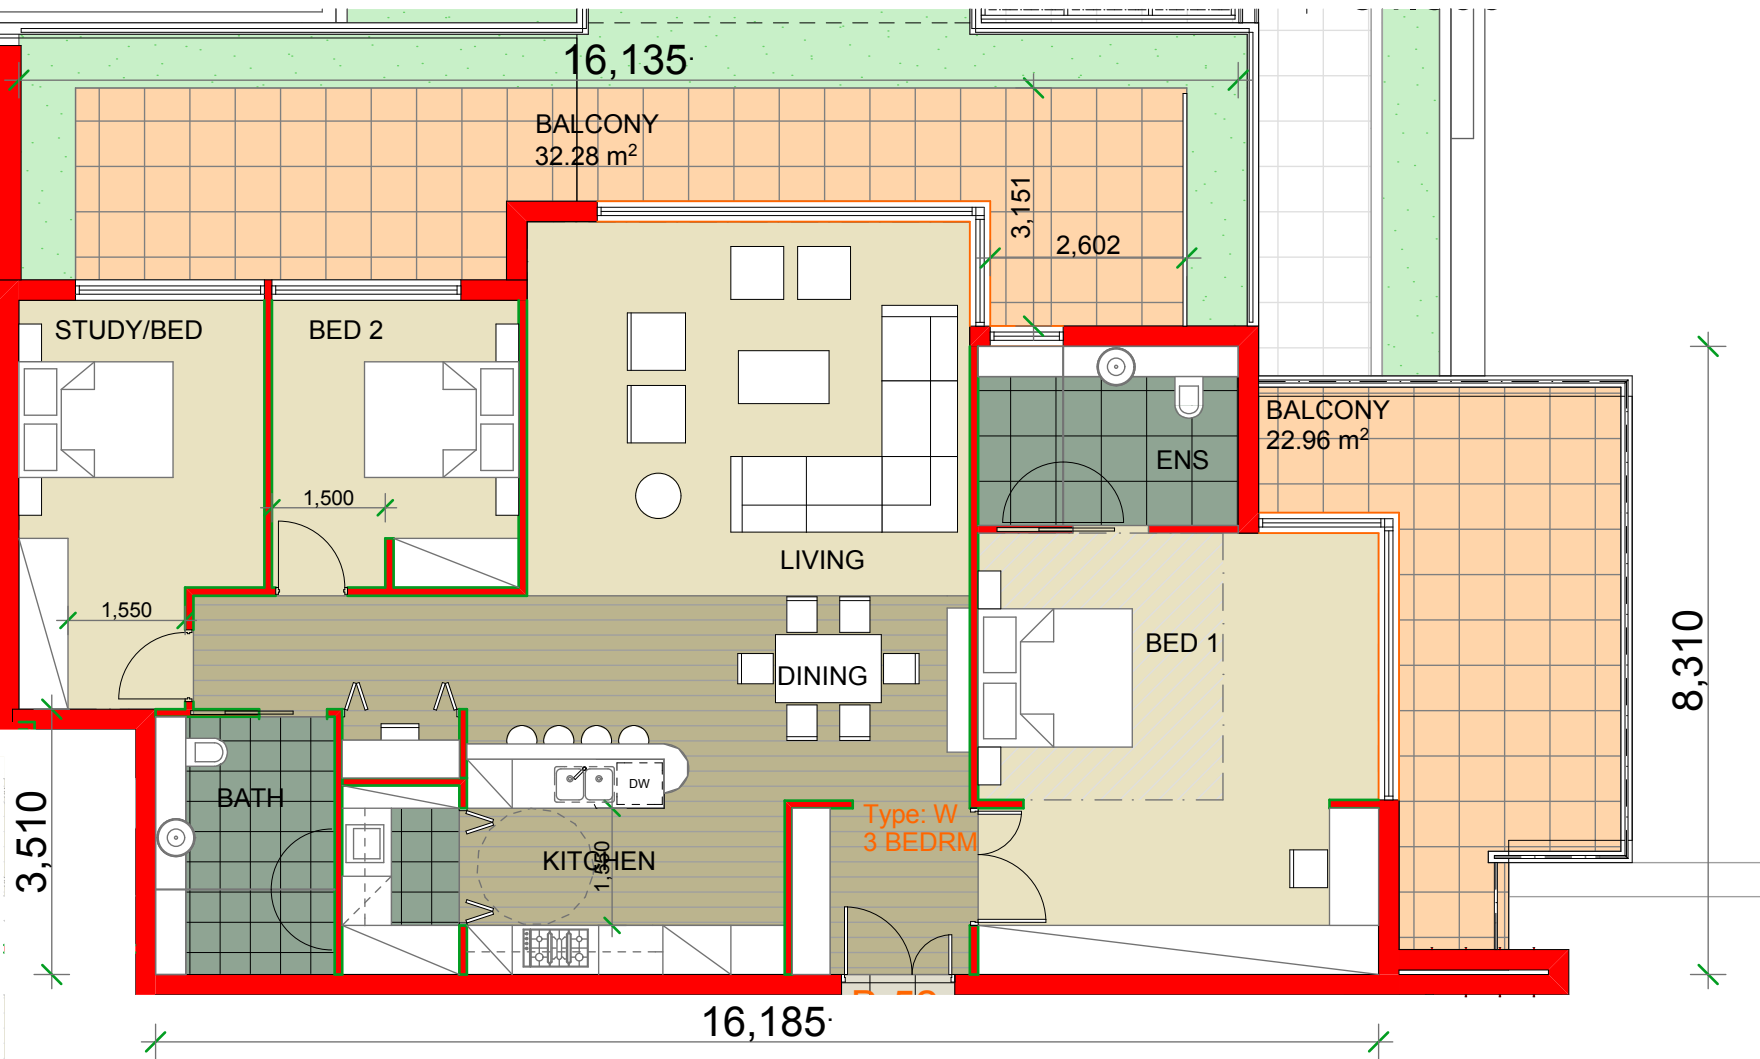 16,135
BALCONY
32.28 m²
3,151
2,602
STUDY/BED
BED 2
BALCONY
22.96 m²
ENS
1,500
LIVING
1,550
BED 1
8,310
DINING
DW
BATH
Type: W
3 BEDRM
3,510
KITCHEN
16,185